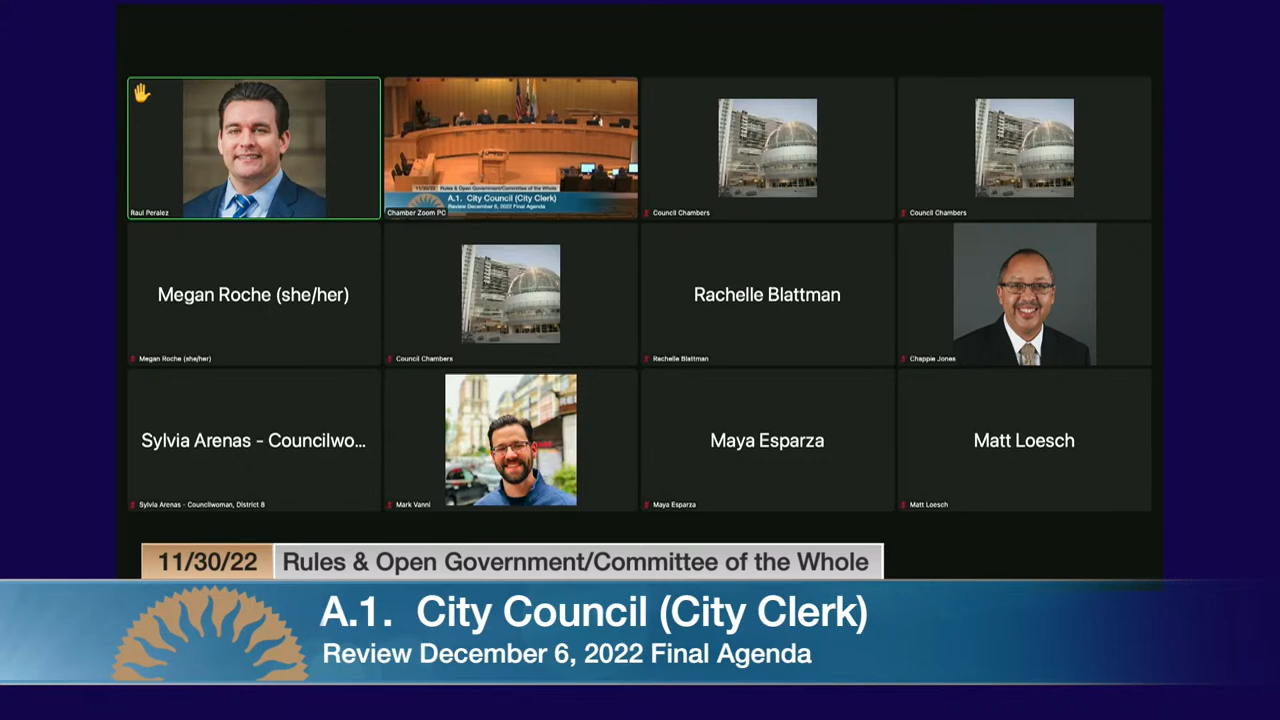 Raul Peralez
11/30/22 Rules & Open Government/Committee of the Whole
A.1. City Council (City Clerk)
Review December 6, 2022 Final Agenda
Chamber Zoom PC
Council Chambers
Council Chambers
Megan Roche (she/her)
Megan Roche (she/her)
Council Chambers
Rachelle Blattman
Rachelle Blattman
Chappie Jones
Sylvia Arenas - Councilwo...
Sylvia Arenas - Councilwoman, District 8
Mark Vanni
Maya Esparza
Maya Esparza
Matt Loesch
Matt Loesch
11/30/22 Rules & Open Government/Committee of the Whole
A.1. City Council (City Clerk)
Review December 6, 2022 Final Agenda